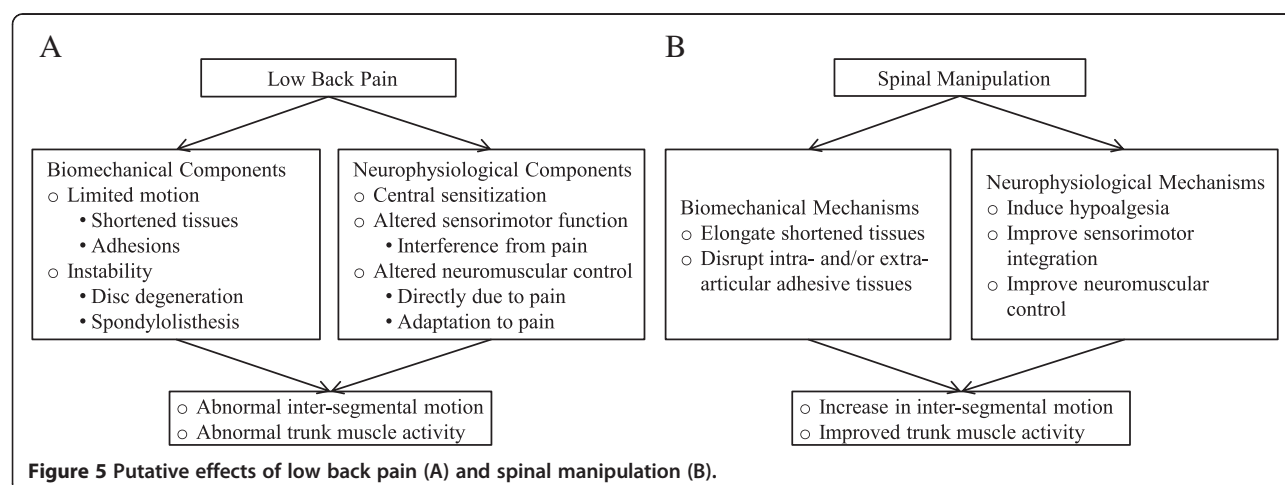 A
Low Back Pain
Biomechanical Components
○ Limited motion
• Shortened tissues
• Adhesions
○ Instability
• Disc degeneration
• Spondylolisthesis
Neurophysiological Components
○ Central sensitization
○ Altered sensorimotor function
• Interference from pain
○ Altered neuromuscular control
• Directly due to pain
• Adaptation to pain
○ Abnormal inter-segmental motion
○ Abnormal trunk muscle activity
B
Spinal Manipulation
Biomechanical Mechanisms
○ Elongate shortened tissues
○ Disrupt intra- and/or extra-
articular adhesive tissues
Neurophysiological Mechanisms
○ Induce hypoalgesia
○ Improve sensorimotor
integration
○ Improve neuromuscular
control
○ Increase in inter-segmental motion
○ Improved trunk muscle activity
Figure 5 Putative effects of low back pain (A) and spinal manipulation (B).